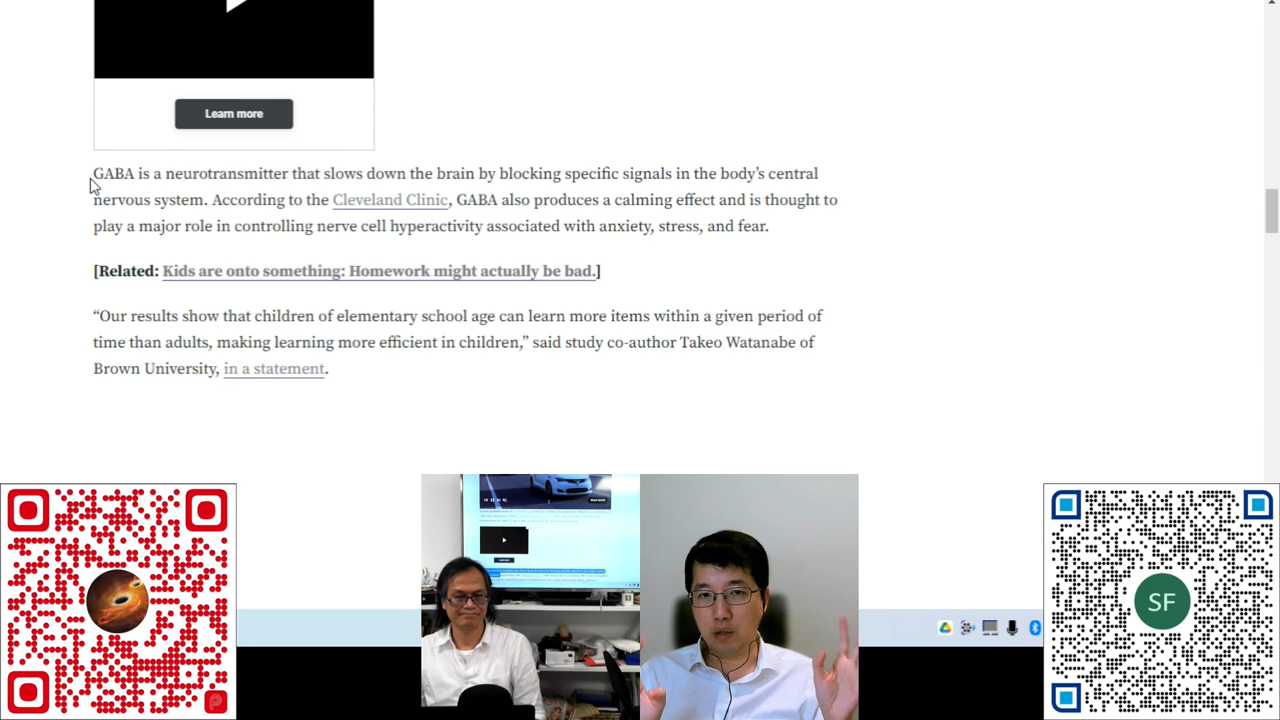 Learn more
GABA is a neurotransmitter that slows down the brain by blocking specific signals in the body’s central
nervous system. According to the Cleveland Clinic, GABA also produces a calming effect and is thought to
play a major role in controlling nerve cell hyperactivity associated with anxiety, stress, and fear.
[Related: Kids are onto something: Homework might actually be bad.]
“Our results show that children of elementary school age can learn more items within a given period of
time than adults, making learning more efficient in children,” said study co-author Takeo Watanabe of
Brown University, in a statement.
SF